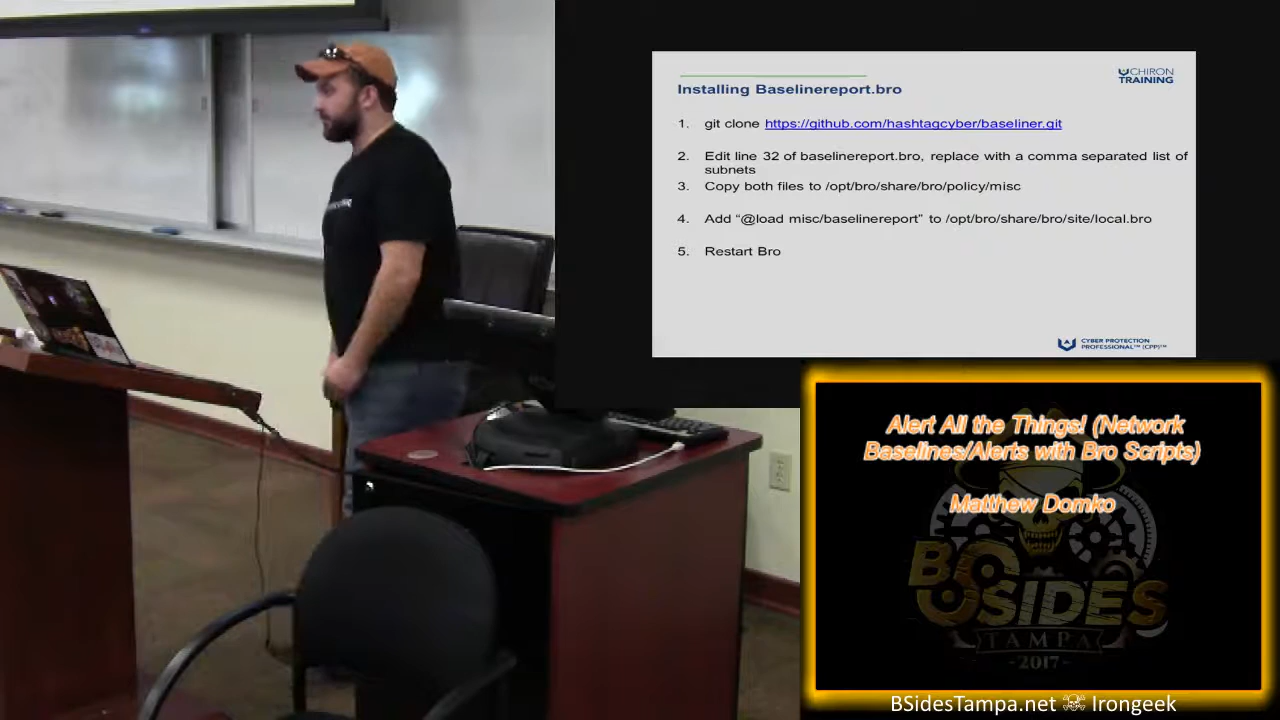 CHIRON
TRAINING
Installing Baselinereport.bro
1. git clone https://github.com/hashtagcyber/baseliner.git
2. Edit line 32 of baselinereport.bro, replace with a comma separated list of
subnets
3. Copy both files to /opt/bro/share/bro/policy/misc
4. Add “@load misc/baselinereport” to /opt/bro/share/bro/site/local.bro
5. Restart Bro
CYBER PROTECTION
PROFESSIONAL™ (CPP)™
Alert All the Things! (Network
Baselines/Alerts with Bro Scripts)
Matthew Domko
BSIDES
TAMPA
-2017-
BSidesTampa.net ☠ Irongeek